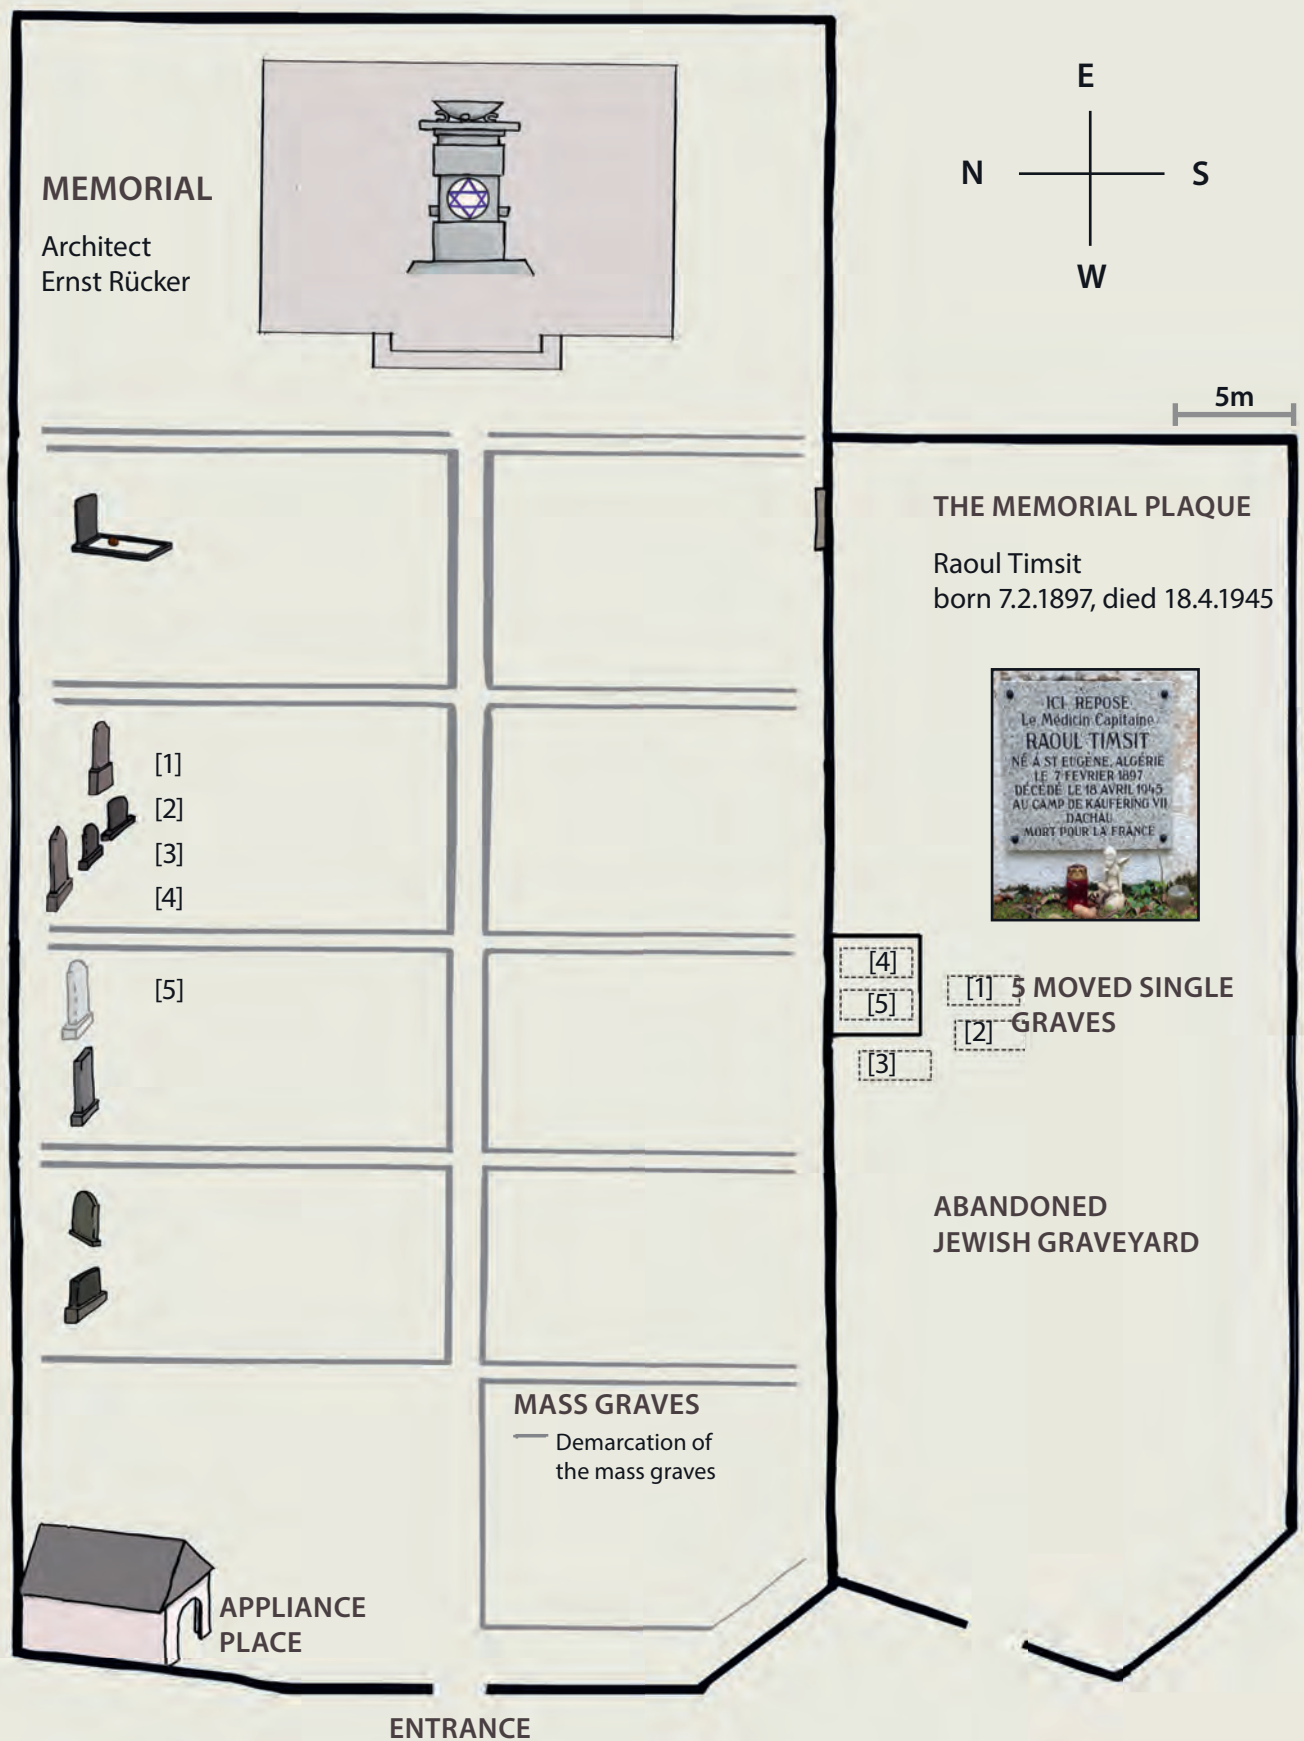 E
N
S
W
MEMORIAL
Architect
Ernst Rücker
5m
THE MEMORIAL PLAQUE
Raoul Timsit
born 7.2.1897, died 18.4.1945
ICI REPOSE
Le Médicin Capitaine
RAOUL TIMSIT
NÉ À ST EUGÈNE, ALGÉRIE
LE 7 FEVRIER 1897
DÉCÉDÉ LE 18 AVRIL 1945
AU CAMP DE KAUFERING VII
DACHAU
MORT POUR LA FRANCE
[1]
[2]
[3]
[4]
[5]
[4]
[5]
[1]
[2]
[3]
5 MOVED SINGLE
GRAVES
ABANDONED
JEWISH GRAVEYARD
MASS GRAVES
Demarcation of
the mass graves
APPLIANCE
PLACE
ENTRANCE